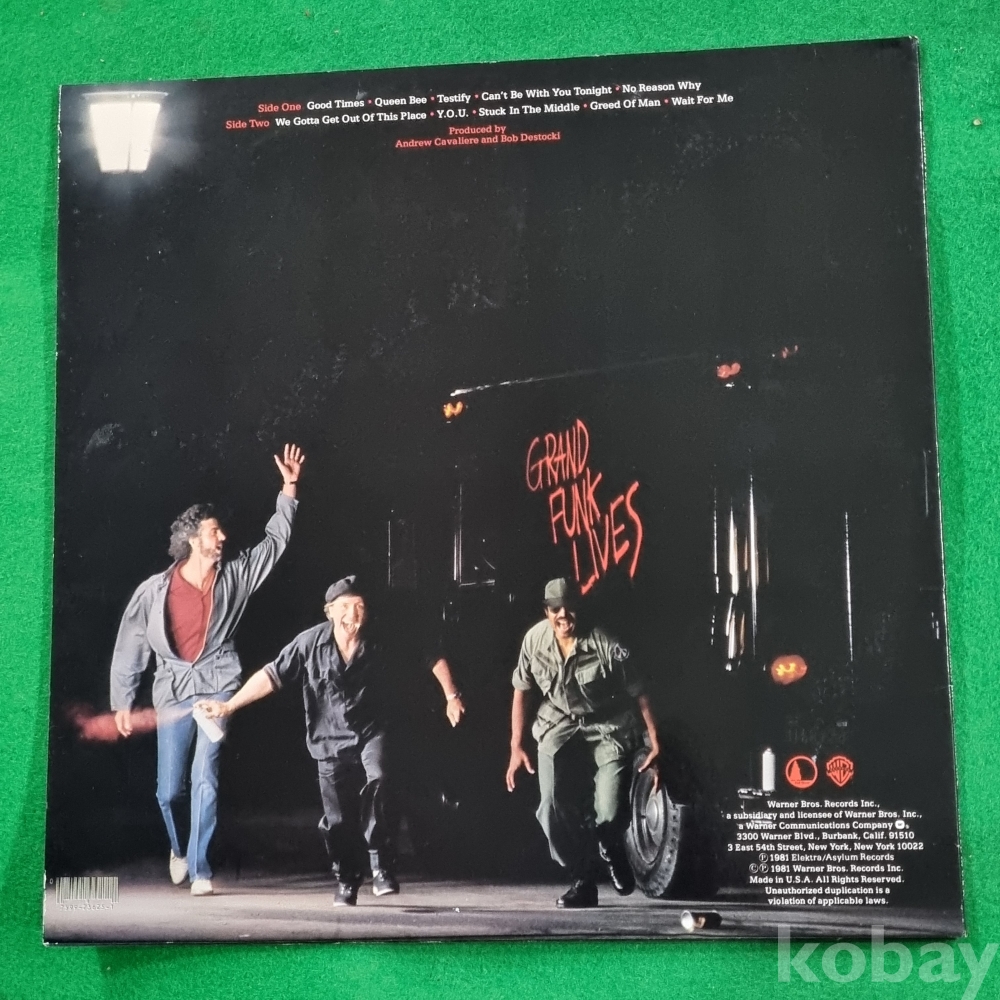 Side One Good Times • Queen Bee • Testify • Can't Be With You Tonight • No Reason Why
Side Two We Gotta Get Out Of This Place • Y.O.U. • Stuck In The Middle • Greed Of Man • Wait For Me
Produced by
Andrew Cavaliere and Bob Destocki
GRAND
FUNK
LIVES
Warner Bros. Records Inc.,
a subsidiary and licensee of Warner Bros. Inc.,
a Warner Communications Company
3300 Warner Blvd., Burbank, Calif. 91510
3 East 54th Street, New York, New York 10022
Ⓟ 1981 Elektra/Asylum Records
©Ⓟ 1981 Warner Bros. Records Inc.
Made in U.S.A. All Rights Reserved.
Unauthorized duplication is a
violation of applicable laws.
kobay